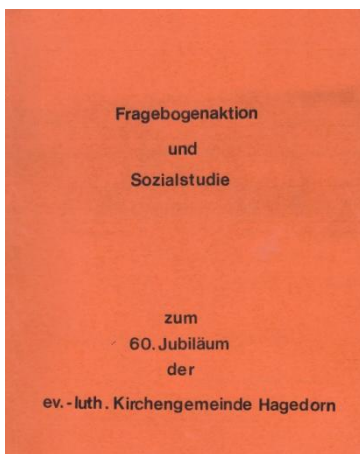 Fragebogenaktion
und
Sozialstudie
zum
60. Jubiläum
der
ev.-luth. Kirchengemeinde Hagedorn